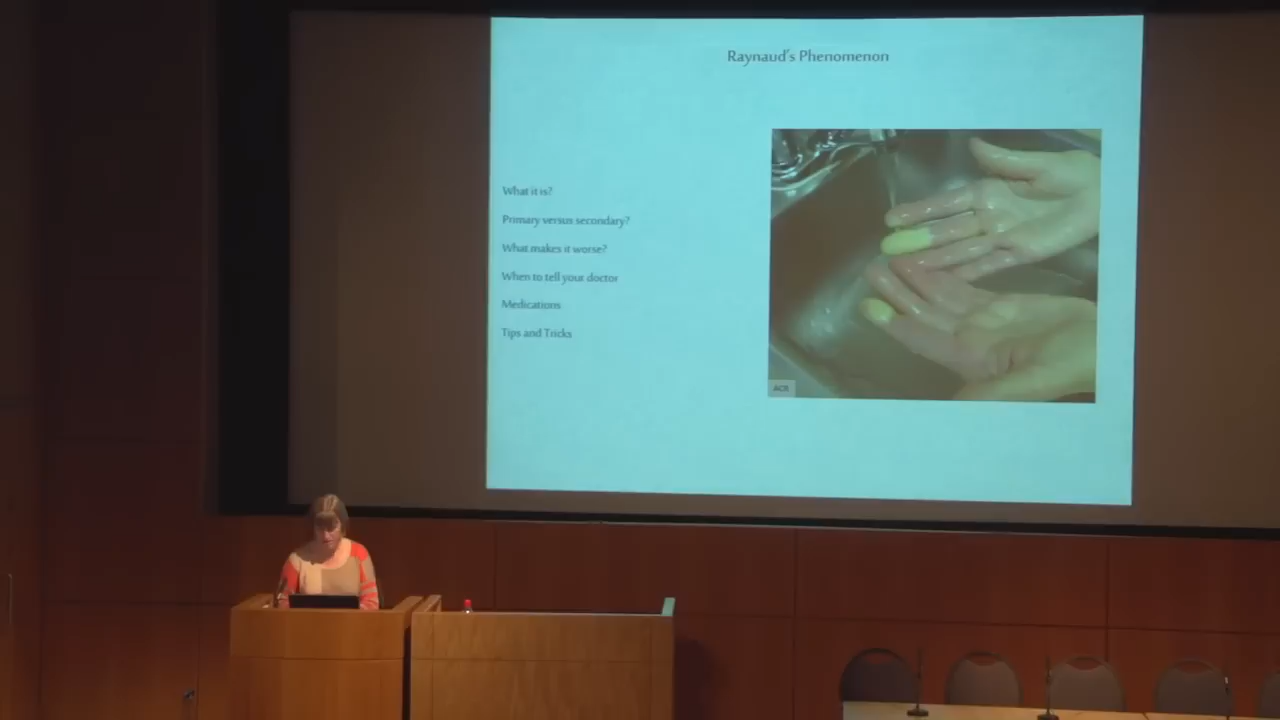 Raynaud's Phenomenon
What it is?
Primary versus secondary?
What makes it worse?
When to tell your doctor
Medications
Tips and Tricks
ACR